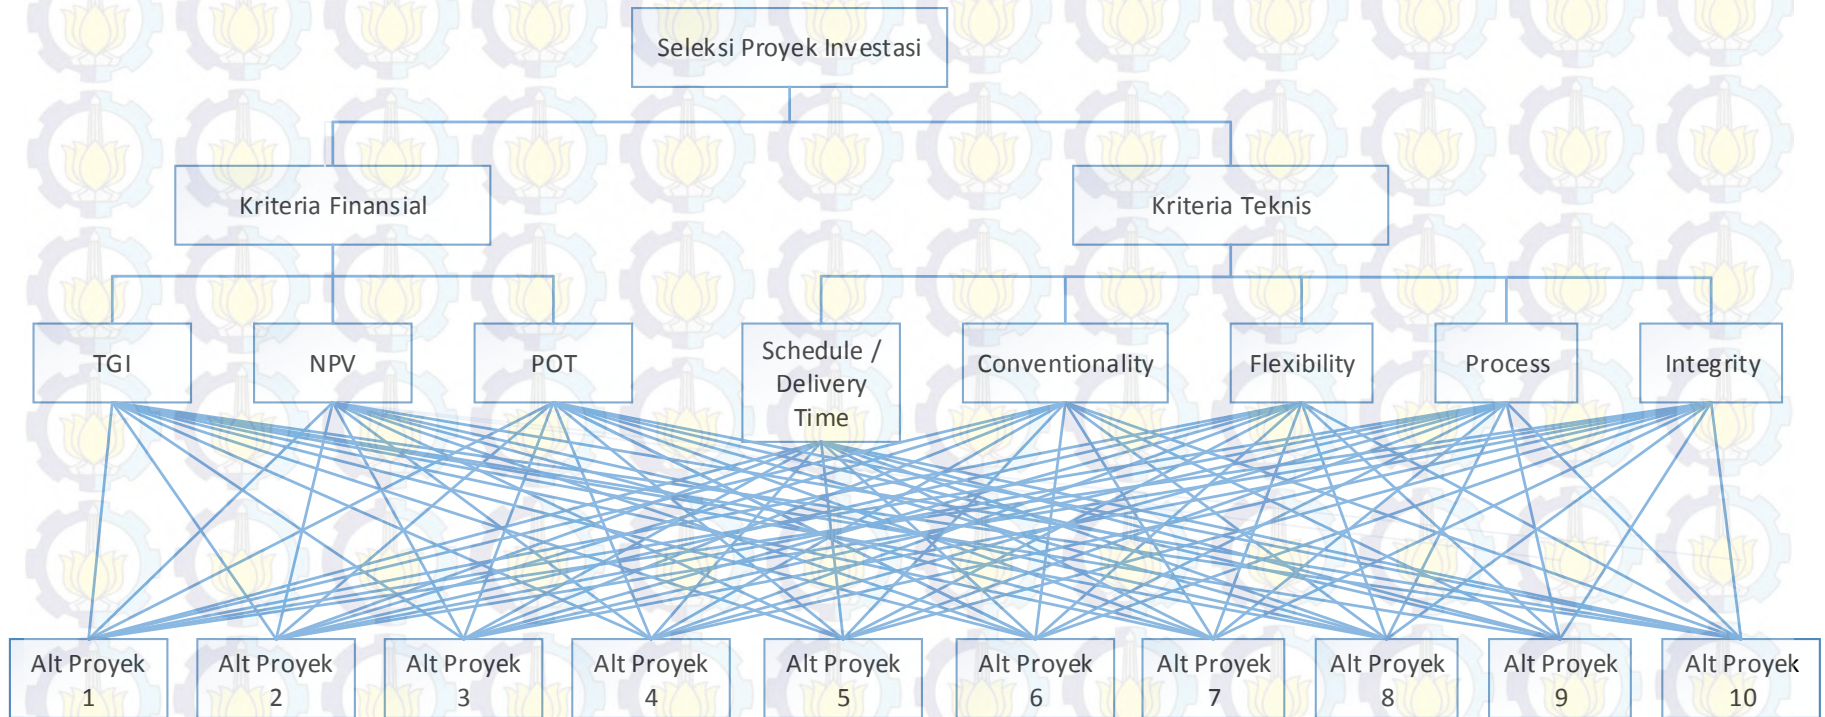 Seleksi Proyek Investasi
Kriteria Finansial
Kriteria Teknis
TGI
NPV
POT
Schedule /
Delivery
Time
Conventionality
Flexibility
Process
Integrity
Alt Proyek
1
Alt Proyek
2
Alt Proyek
3
Alt Proyek
4
Alt Proyek
5
Alt Proyek
6
Alt Proyek
7
Alt Proyek
8
Alt Proyek
9
Alt Proyek
10